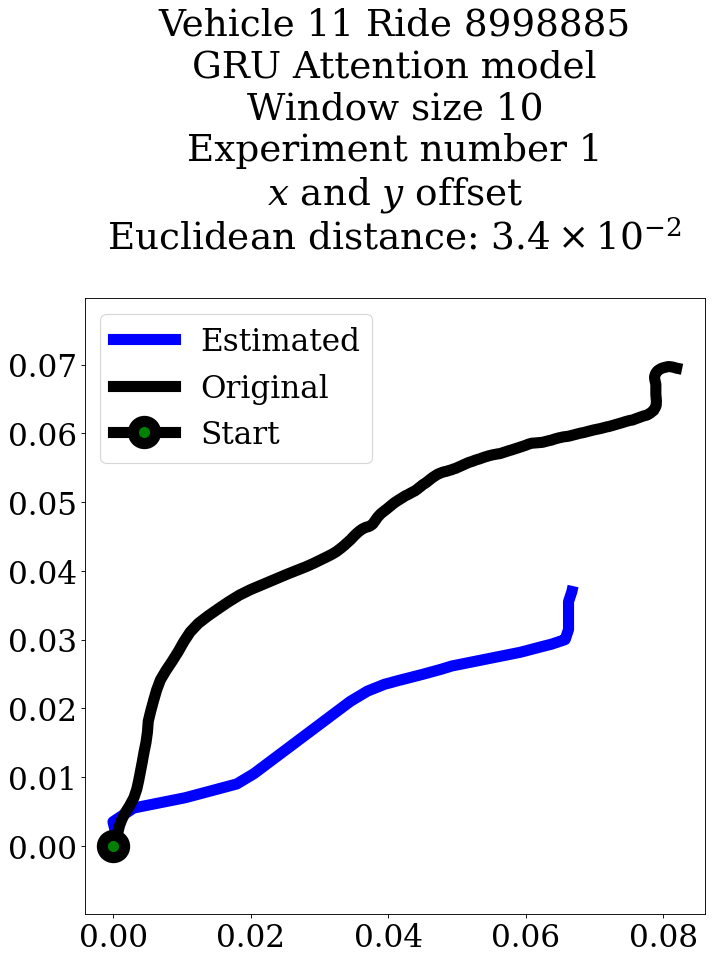 Vehicle 11 Ride 8998885
GRU Attention model
Window size 10
Experiment number 1
x and y offset
Euclidean distance: 3.4 × 10⁻²
Estimated
Original
Start
0.07
0.06
0.05
0.04
0.03
0.02
0.01
0.00
0.00 0.02 0.04 0.06 0.08